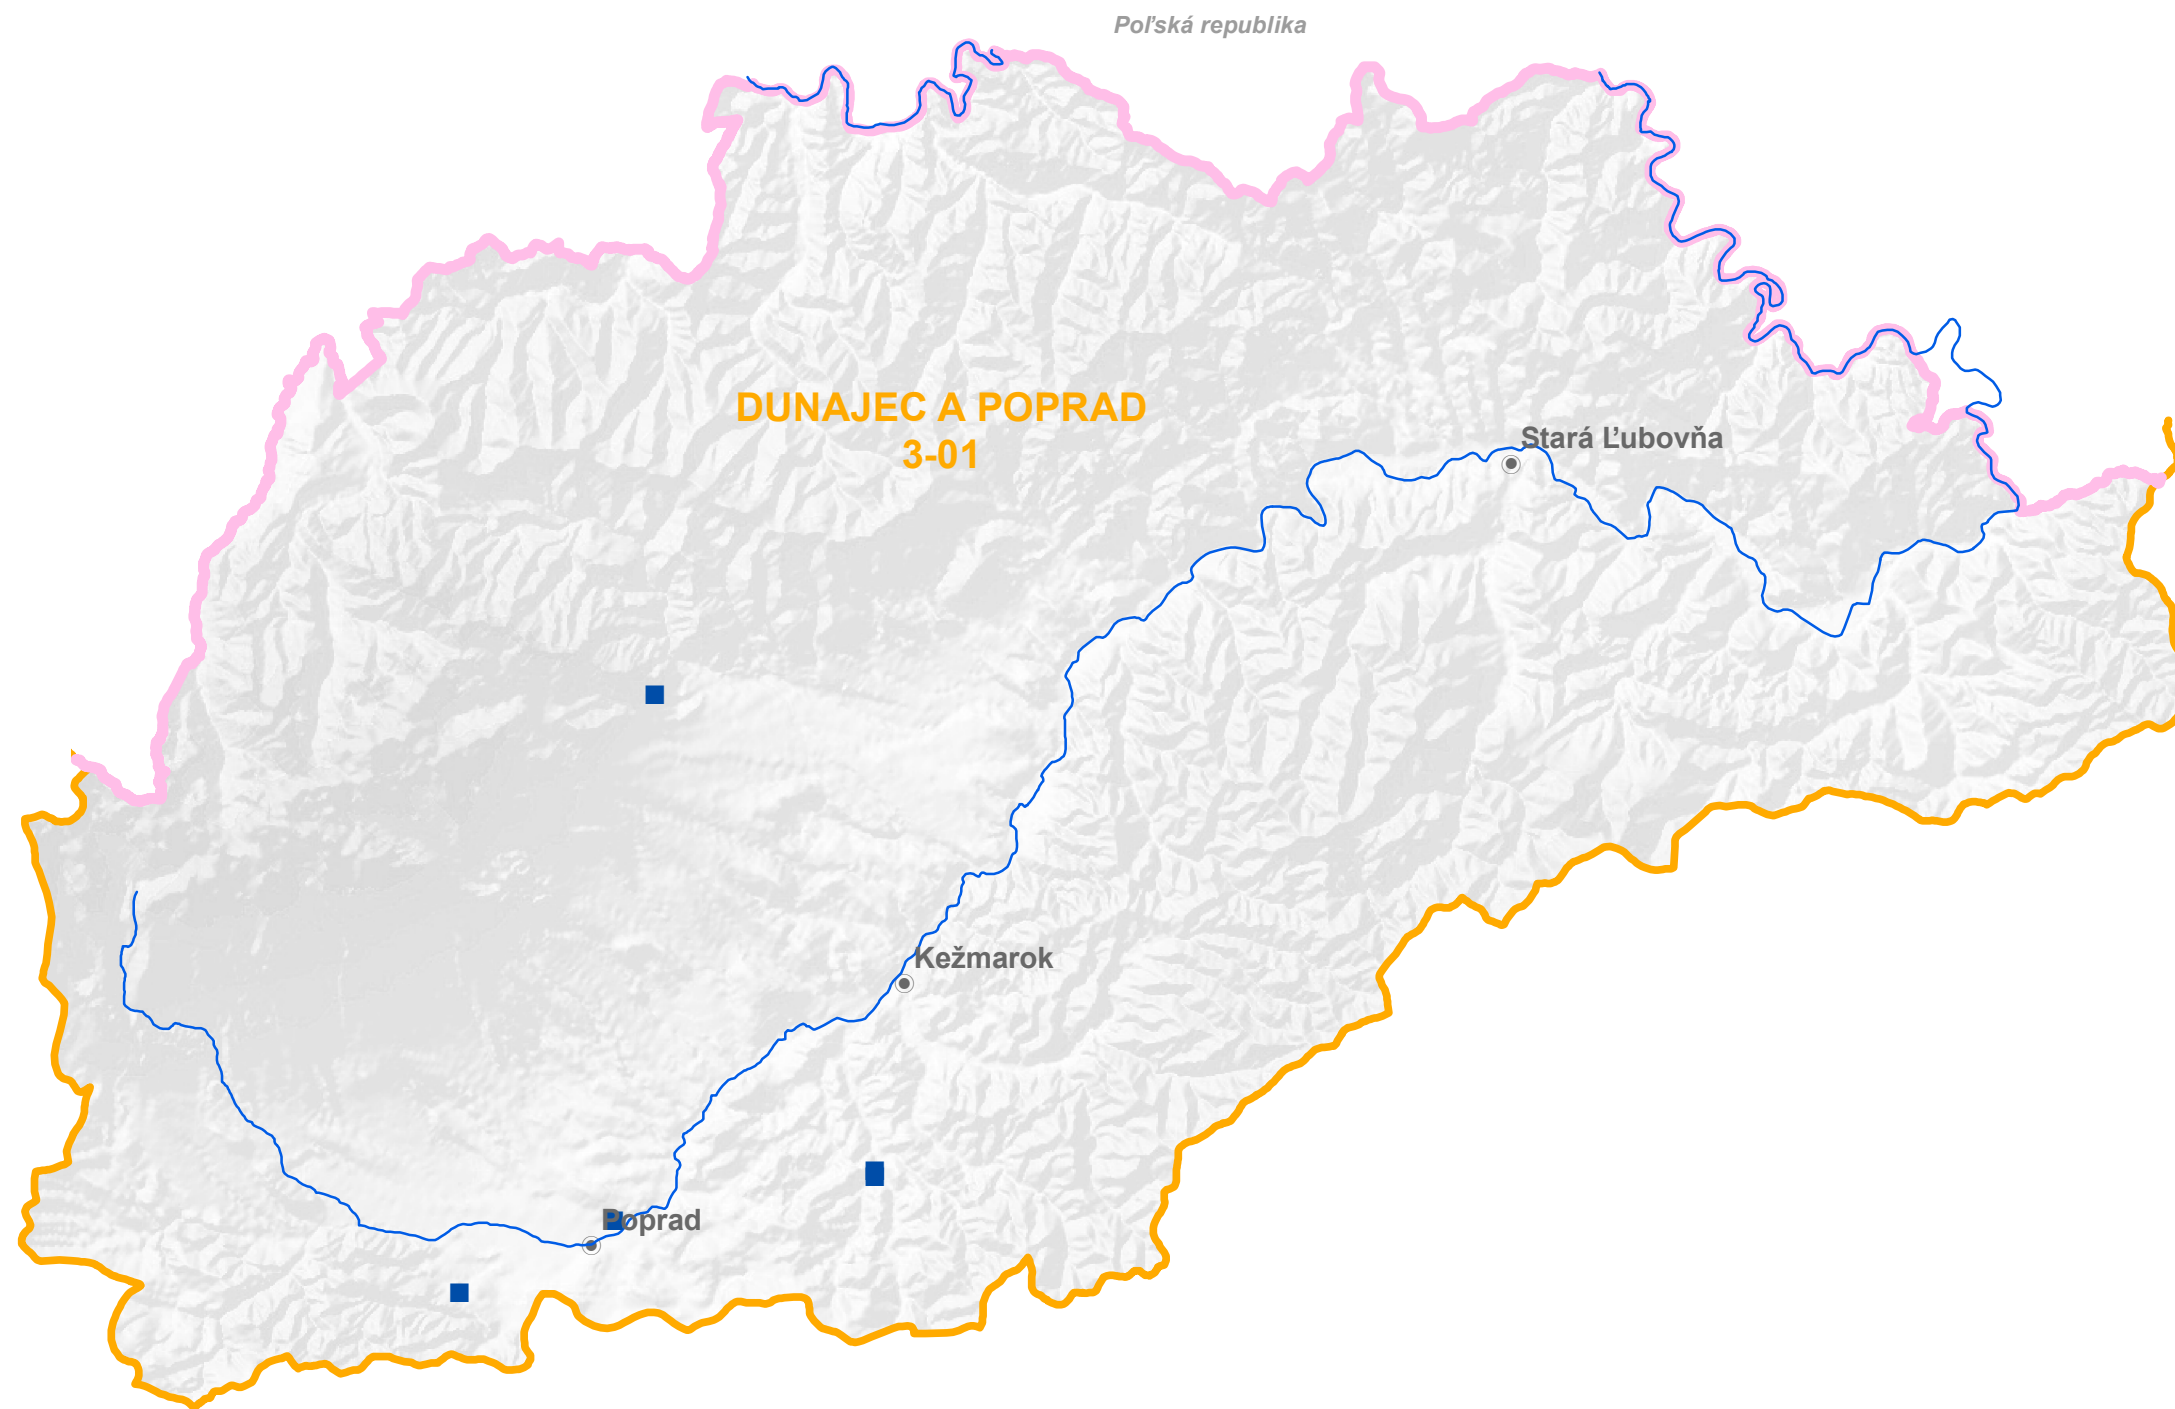 Poľská republika
DUNAJEC A POPRAD
3-01
Stará Ľubovňa
Kežmarok
Poprad